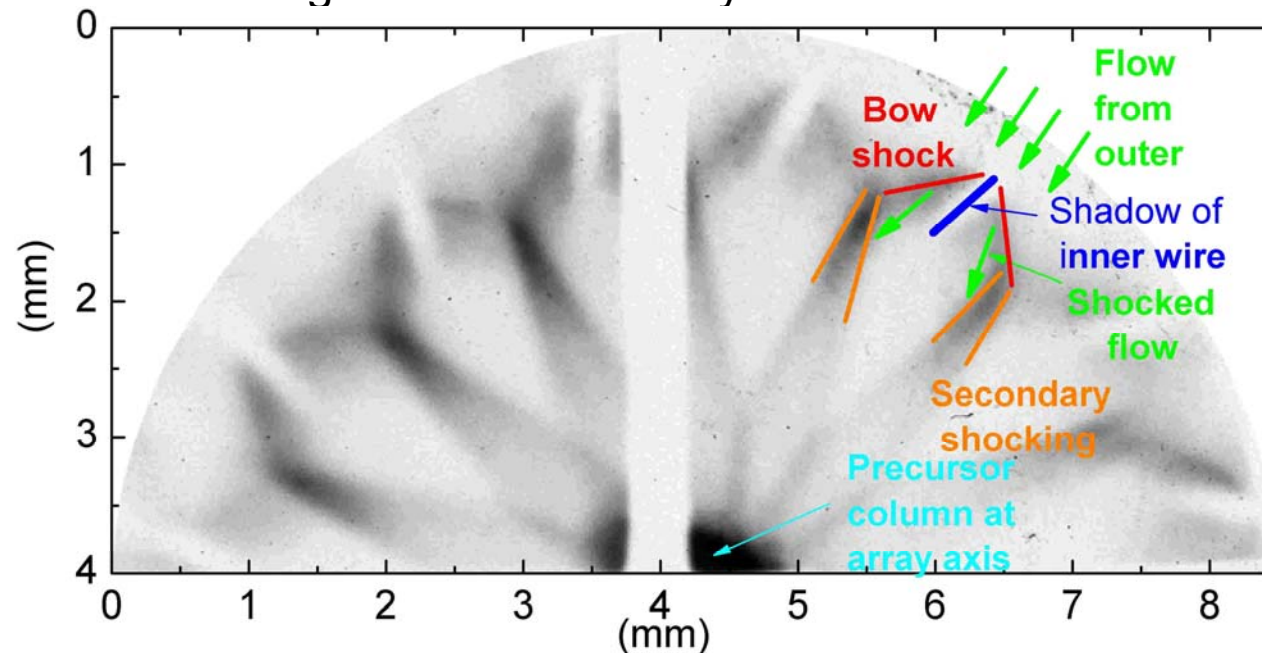 0
1
2
3
4
(mm)
0 1 2 3 4 5 6 7 8
(mm)
Bow
shock
Flow
from
outer
Shadow of
inner wire
Shocked
flow
Secondary
shocking
Precursor
column at
array axis